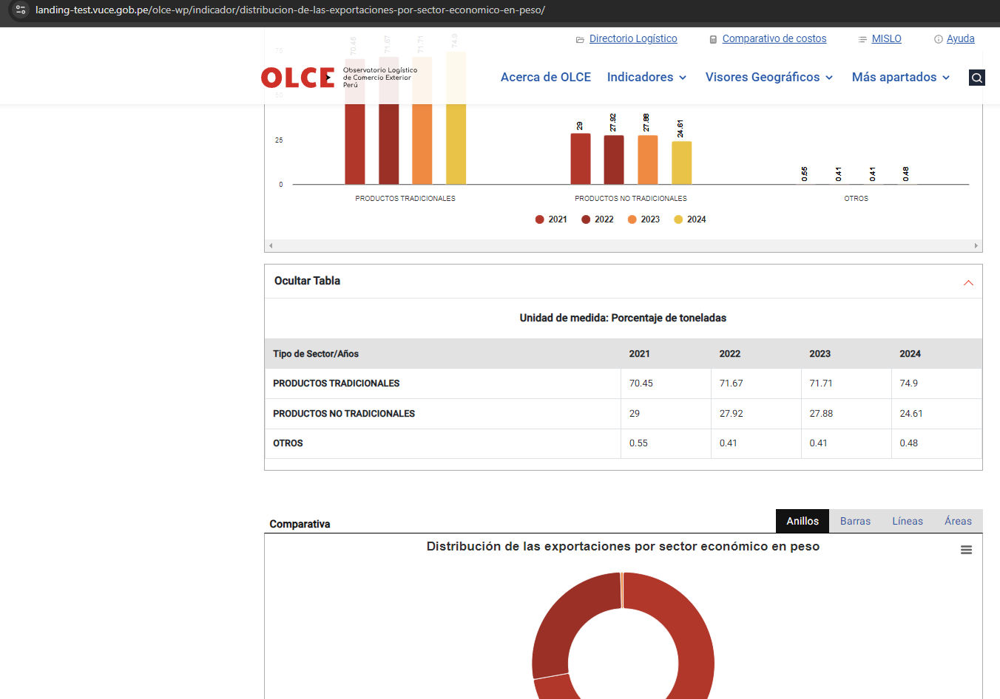 landing-test.vuce.gob.pe/olce-wp/indicador/distribucion-de-las-exportaciones-por-sector-economico-en-peso/
Directorio Logístico Comparativo de costos MISLO Ayuda
OLCE Observatorio Logístico
de Comercio Exterior
Perú
Acerca de OLCE Indicadores Visores Geográficos Más apartados
70.45 71.67 71.71 74.9
75
50
25
0
29 27.92 27.88 24.61
0.55 0.41 0.41 0.48
PRODUCTOS TRADICIONALES PRODUCTOS NO TRADICIONALES OTROS
2021 2022 2023 2024
Ocultar Tabla
Unidad de medida: Porcentaje de toneladas
Tipo de Sector/Años 2021 2022 2023 2024
PRODUCTOS TRADICIONALES 70.45 71.67 71.71 74.9
PRODUCTOS NO TRADICIONALES 29 27.92 27.88 24.61
OTROS 0.55 0.41 0.41 0.48
Comparativa
Anillos Barras Líneas Áreas
Distribución de las exportaciones por sector económico en peso